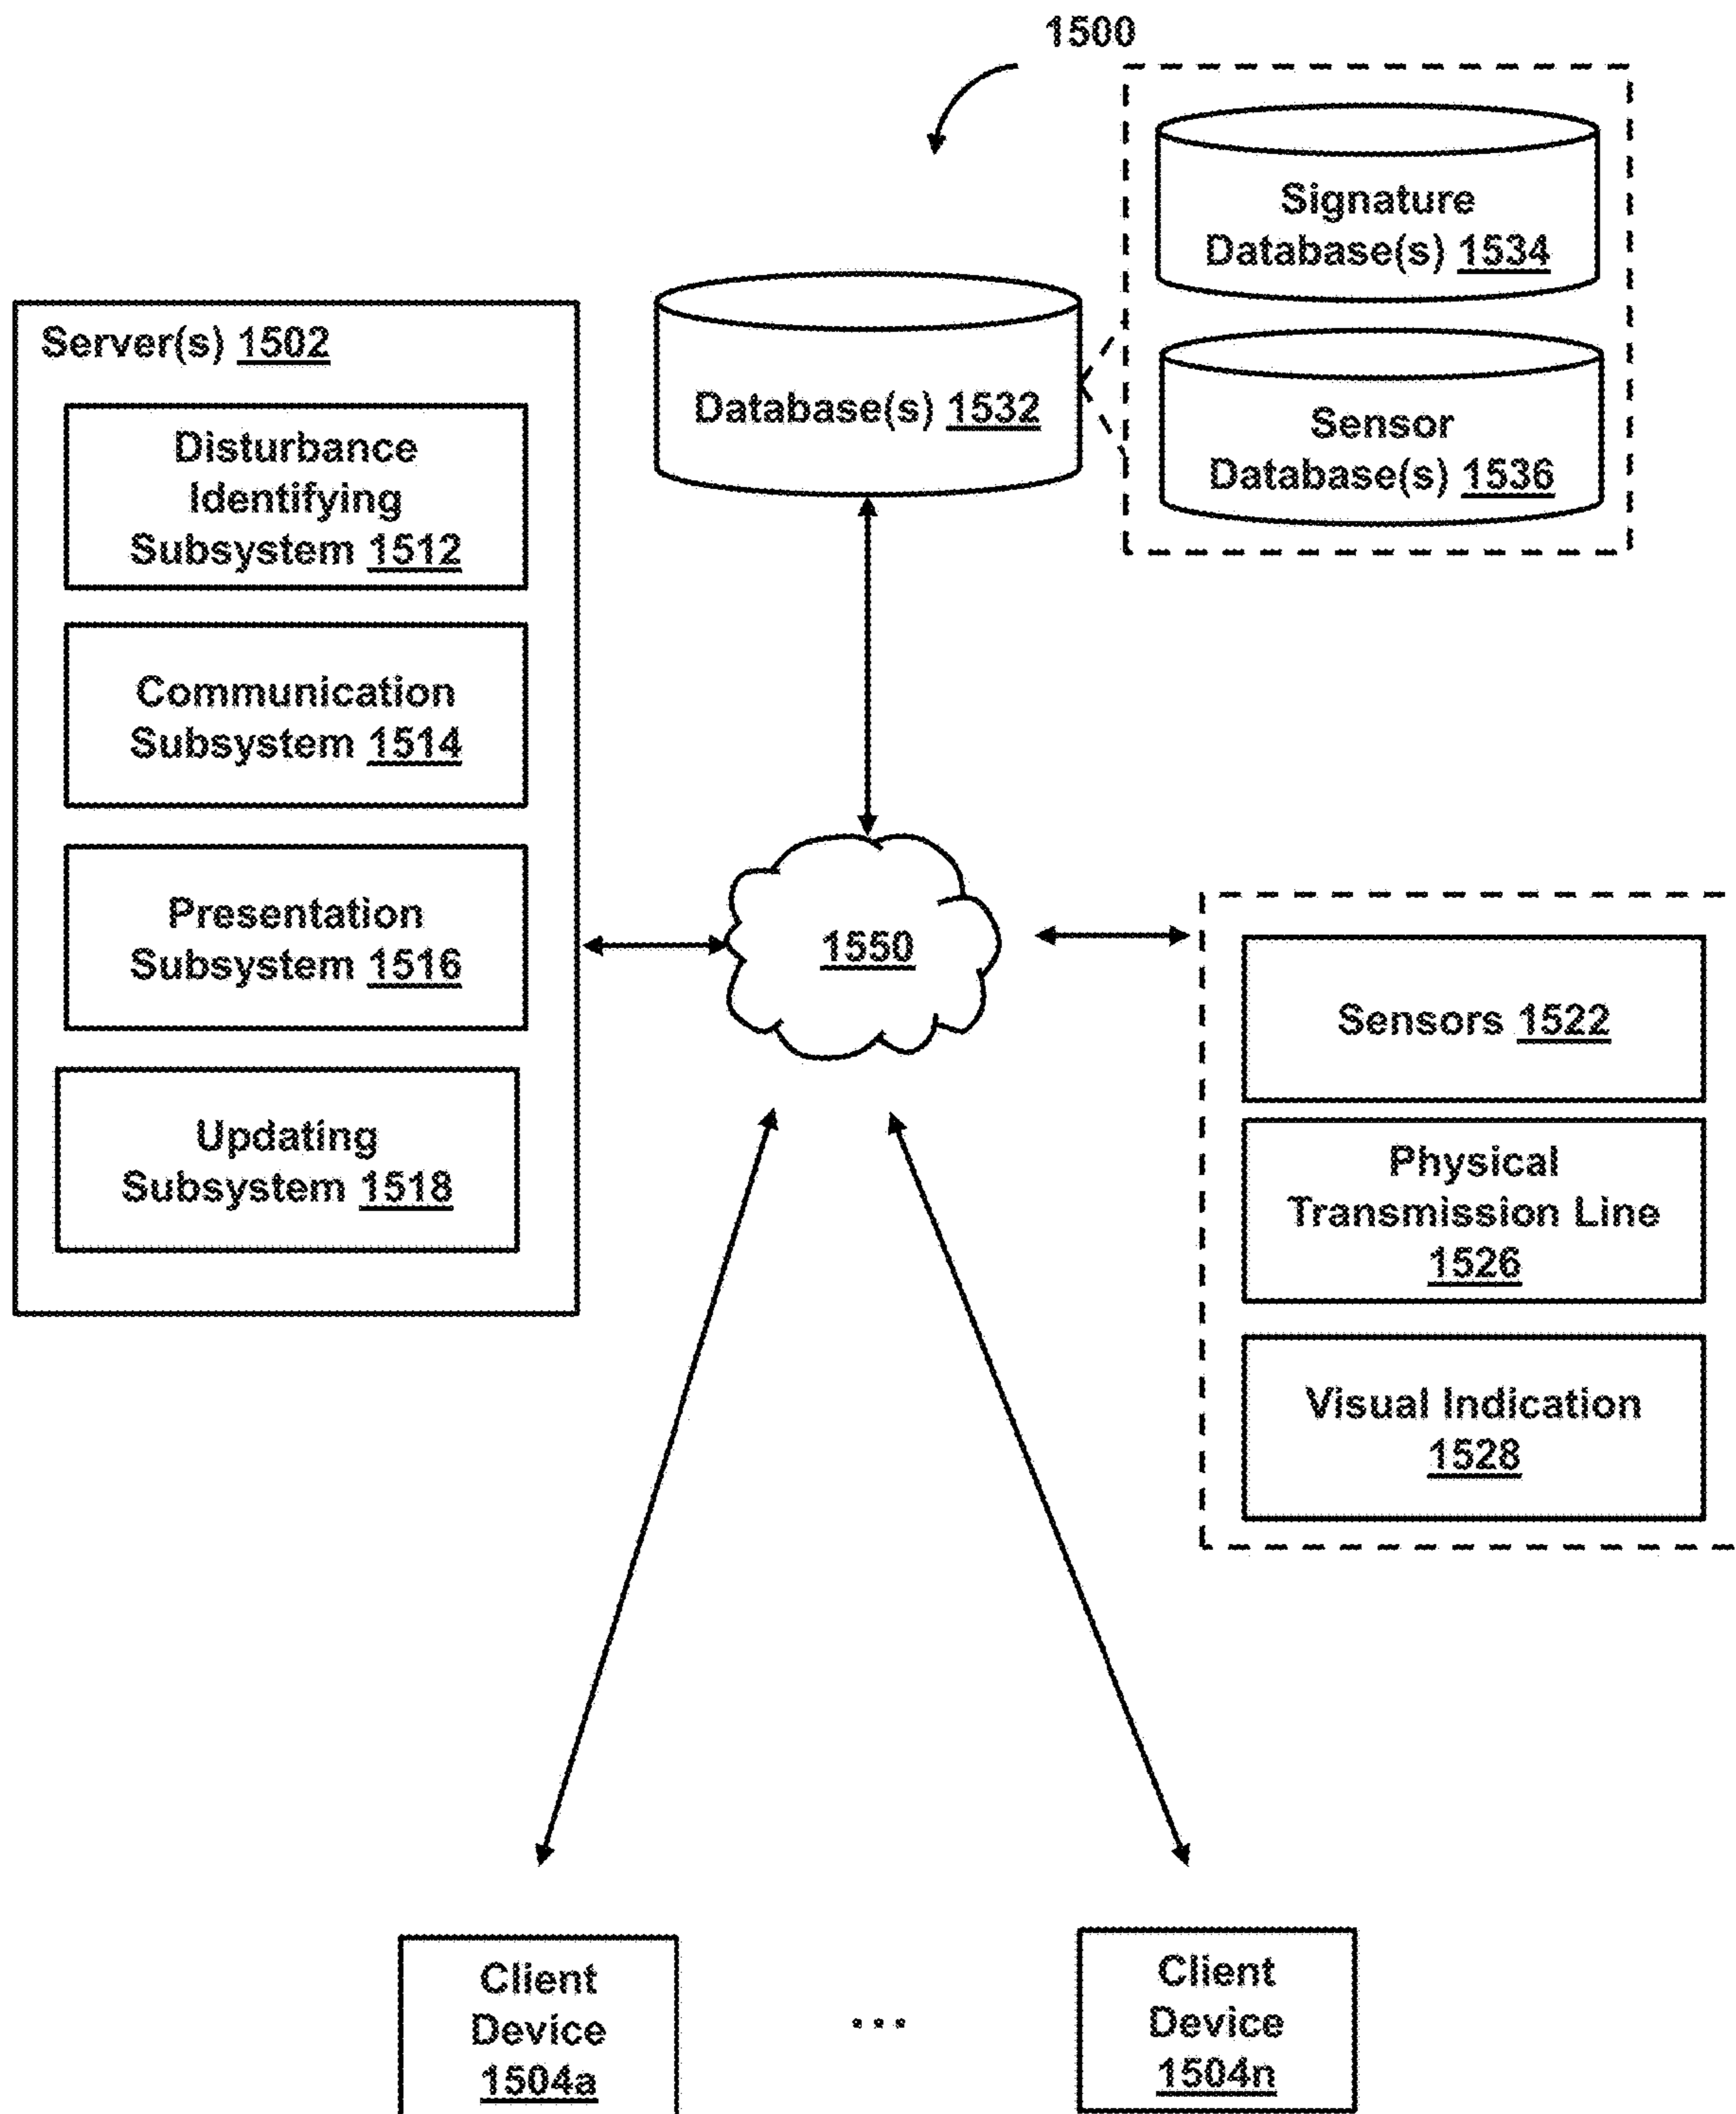 1500
Signature
Database(s) 1534
Sensor
Database(s) 1536
Database(s) 1532
Server(s) 1502
Disturbance
Identifying
Subsystem 1512
Communication
Subsystem 1514
Presentation
Subsystem 1516
Updating
Subsystem 1518
1550
Sensors 1522
Physical
Transmission Line
1526
Visual Indication
1528
Client
Device
1504a
...
Client
Device
1504n